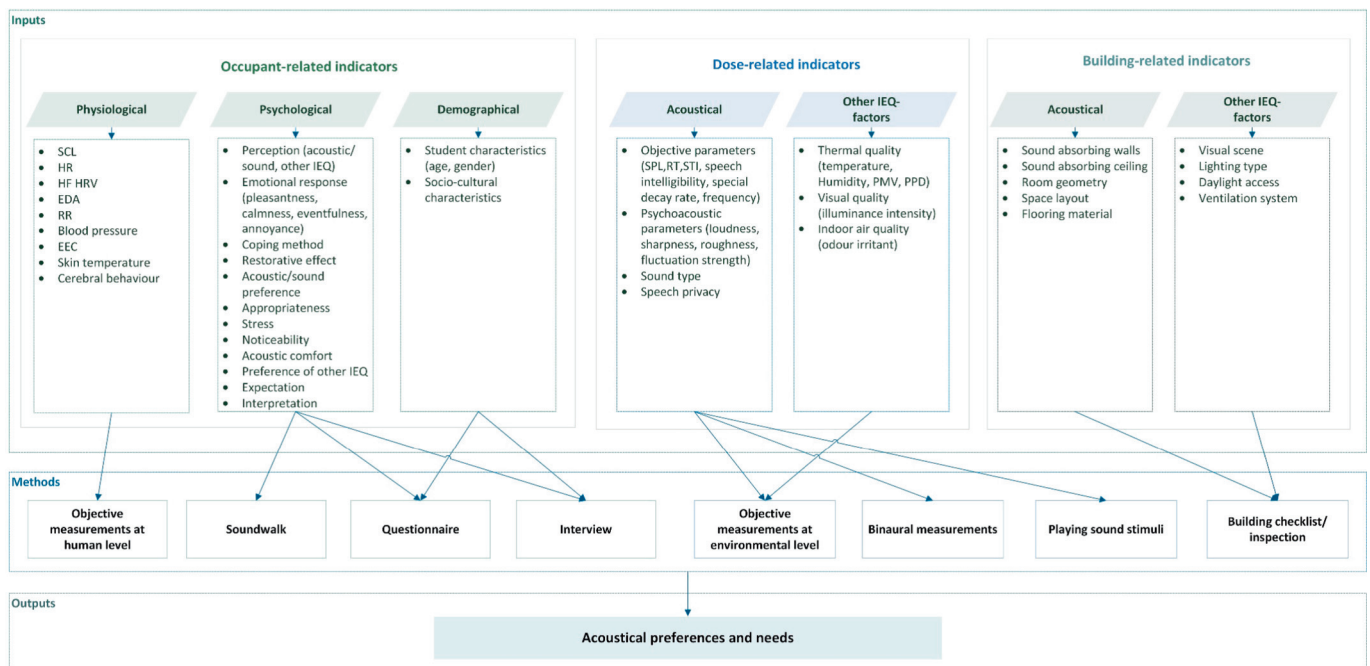 Inputs
Occupant-related indicators
Physiological
• SCL
• HR
• HF HRV
• EDA
• RR
• Blood pressure
• EEC
• Skin temperature
• Cerebral behaviour
Psychological
• Perception (acoustic/
sound, other IEQ)
• Emotional response
(pleasantness,
calmness, eventfulness,
annoyance)
• Coping method
• Restorative effect
• Acoustic/sound
preference
• Appropriateness
• Stress
• Noticeability
• Acoustic comfort
• Preference of other IEQ
• Expectation
• Interpretation
Demographical
• Student characteristics
(age, gender)
• Socio-cultural
characteristics
Dose-related indicators
Acoustical
• Objective parameters
(SPL,RT,STI, speech
intelligibility, special
decay rate, frequency)
• Psychoacoustic
parameters (loudness,
sharpness, roughness,
fluctuation strength)
• Sound type
• Speech privacy
Other IEQ-
factors
• Thermal quality
(temperature,
Humidity, PMV, PPD)
• Visual quality
(illuminance intensity)
• Indoor air quality
(odour irritant)
Building-related indicators
Acoustical
• Sound absorbing walls
• Sound absorbing ceiling
• Room geometry
• Space layout
• Flooring material
Other IEQ-
factors
• Visual scene
• Lighting type
• Daylight access
• Ventilation system
Methods
Objective
measurements at
human level
Soundwalk
Questionnaire
Interview
Objective
measurements at
environmental level
Binaural measurements
Playing sound stimuli
Building checklist/
inspection
Outputs
Acoustical preferences and needs